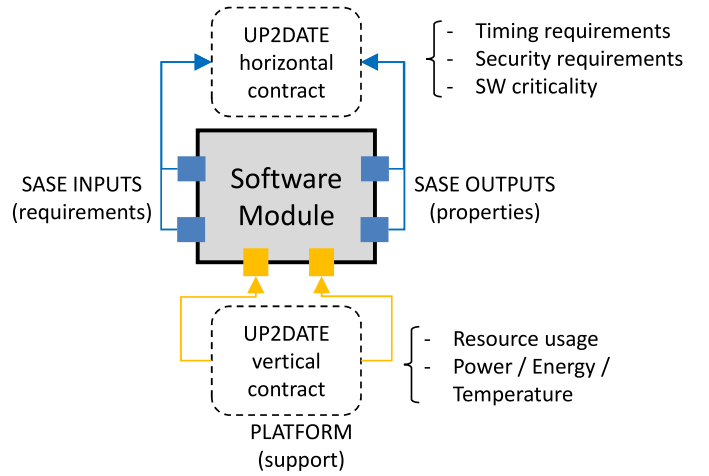 UP2DATE
horizontal
contract
- Timing requirements
- Security requirements
- SW criticality
SASE INPUTS
(requirements)
Software
Module
SASE OUTPUTS
(properties)
UP2DATE
vertical
contract
- Resource usage
- Power / Energy /
Temperature
PLATFORM
(support)